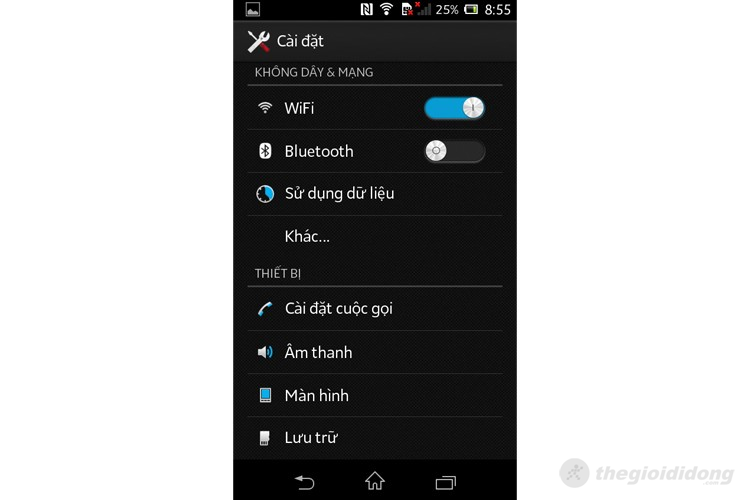 25% 8:55
Cài đặt
KHÔNG DÂY & MẠNG
WiFi
Bluetooth
Sử dụng dữ liệu
Khác...
THIẾT BỊ
Cài đặt cuộc gọi
Âm thanh
Màn hình
Lưu trữ
thegioididong
.com